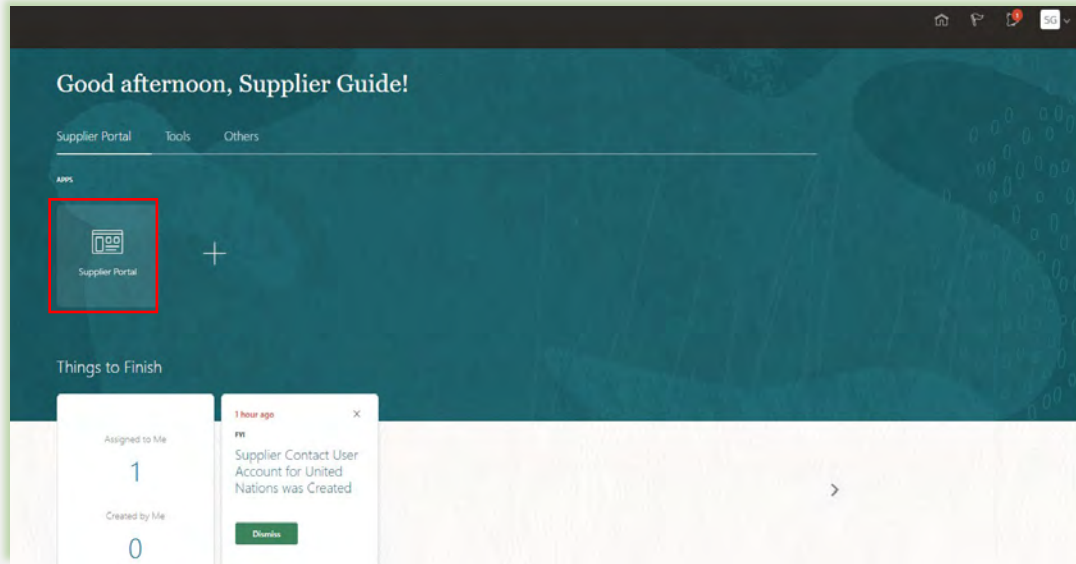 1
SG
Good afternoon, Supplier Guide!
Supplier Portal Tools Others
APPS
Supplier Portal
Things to Finish
Assigned to Me
1
Created by Me
0
1 hour ago
FYI
Supplier Contact User
Account for United
Nations was Created
Dismiss